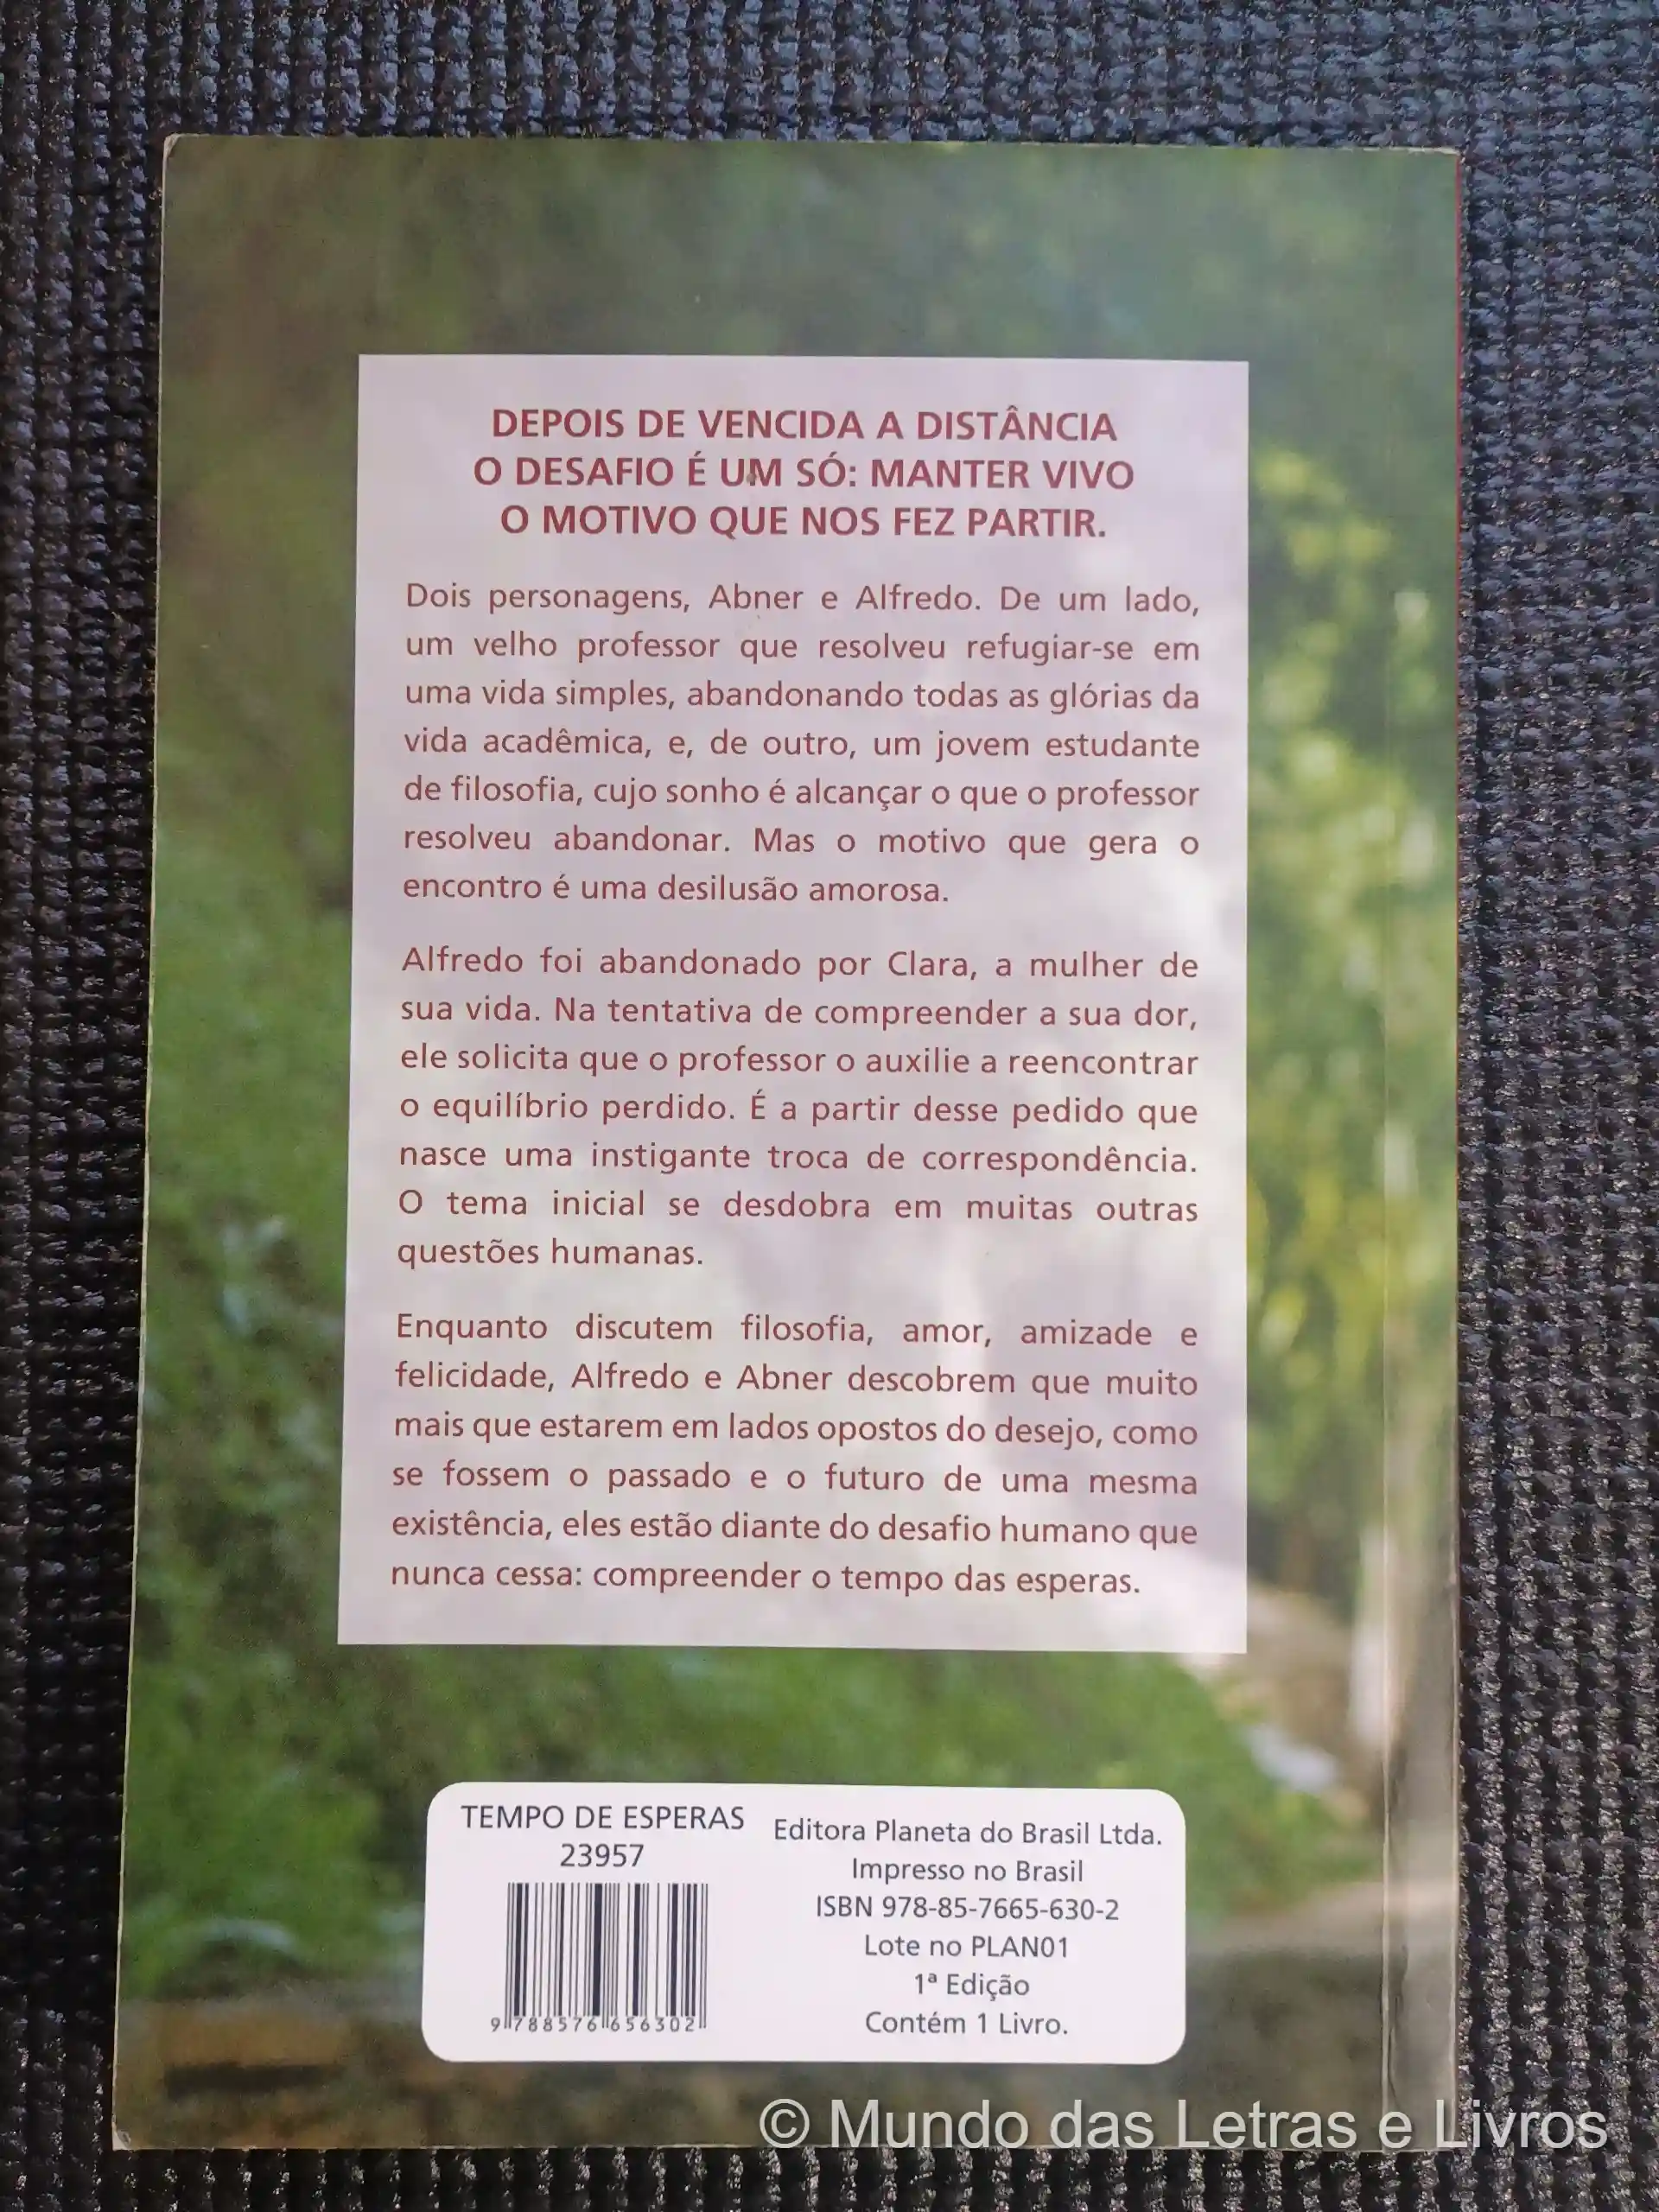 DEPOIS DE VENCIDA A DISTÂNCIA
O DESAFIO É UM SÓ: MANTER VIVO
O MOTIVO QUE NOS FEZ PARTIR.
Dois personagens, Abner e Alfredo. De um lado,
um velho professor que resolveu refugiar-se em
uma vida simples, abandonando todas as glórias da
vida acadêmica, e, de outro, um jovem estudante
de filosofia, cujo sonho é alcançar o que o professor
resolveu abandonar. Mas o motivo que gera o
encontro é uma desilusão amorosa.
Alfredo foi abandonado por Clara, a mulher de
sua vida. Na tentativa de compreender a sua dor,
ele solicita que o professor o auxilie a reencontrar
o equilíbrio perdido. É a partir desse pedido que
nasce uma instigante troca de correspondência.
O tema inicial se desdobra em muitas outras
questões humanas.
Enquanto discutem filosofia, amor, amizade e
felicidade, Alfredo e Abner descobrem que muito
mais que estarem em lados opostos do desejo, como
se fossem o passado e o futuro de uma mesma
existência, eles estão diante do desafio humano que
nunca cessa: compreender o tempo das esperas.
TEMPO DE ESPERAS
23957
9 788576 656302
Editora Planeta do Brasil Ltda.
Impresso no Brasil
ISBN 978-85-7665-630-2
Lote no PLAN01
1ª Edição
Contém 1 Livro.
© Mundo das Letras e Livros